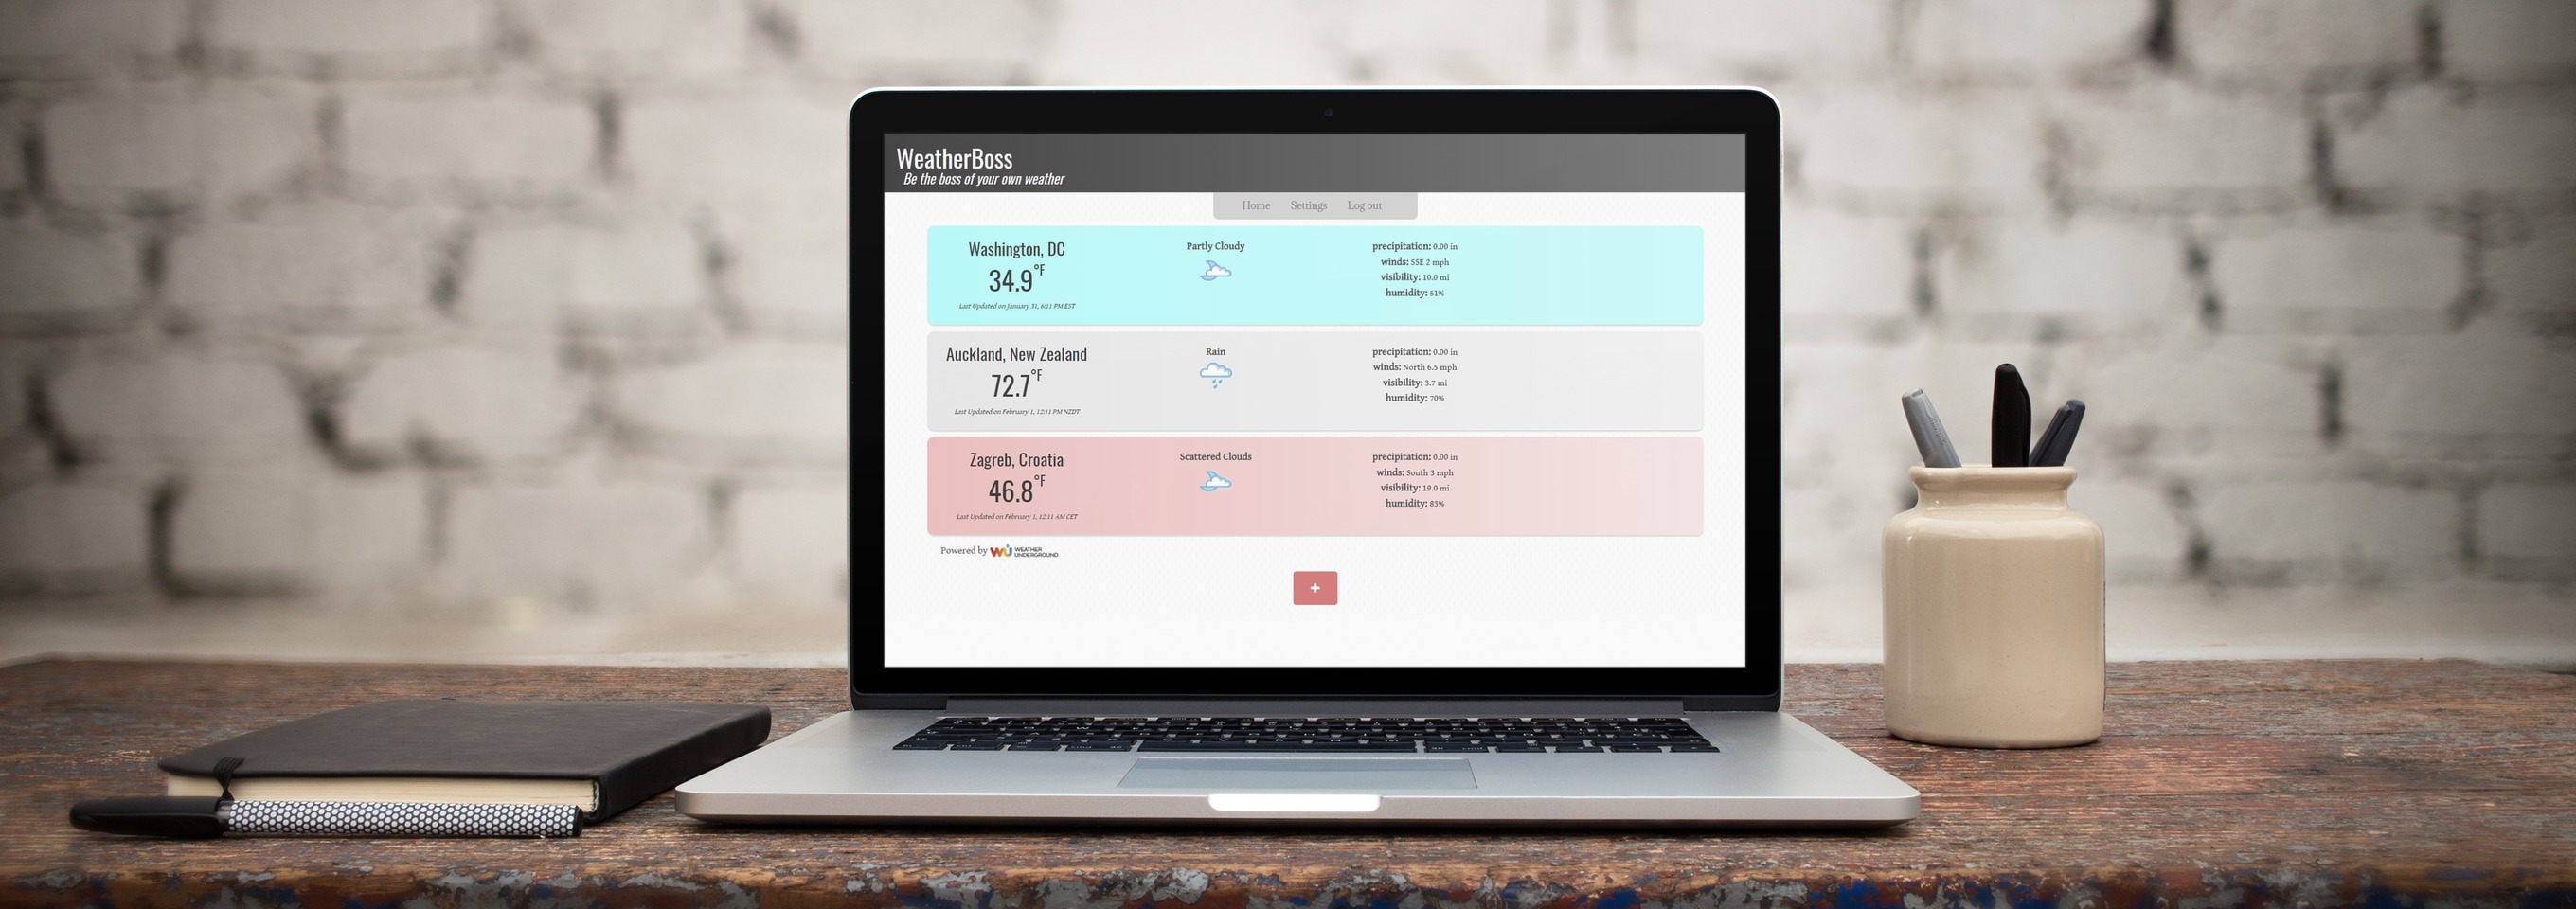 WeatherBoss
Be the boss of your own weather
Home Settings Log out
Washington, DC
34.9°F
Last Updated on January 31, 6:11 PM EST
Partly Cloudy
precipitation: 0.00 in
winds: SSE 2 mph
visibility: 10.0 mi
humidity: 51%
Auckland, New Zealand
72.7°F
Last Updated on February 1, 12:11 PM NZDT
Rain
precipitation: 0.00 in
winds: North 6.5 mph
visibility: 3.7 mi
humidity: 70%
Zagreb, Croatia
46.8°F
Last Updated on February 1, 12:11 AM CET
Scattered Clouds
precipitation: 0.00 in
winds: South 3 mph
visibility: 19.0 mi
humidity: 83%
Powered by WU WEATHER
UNDERGROUND
+